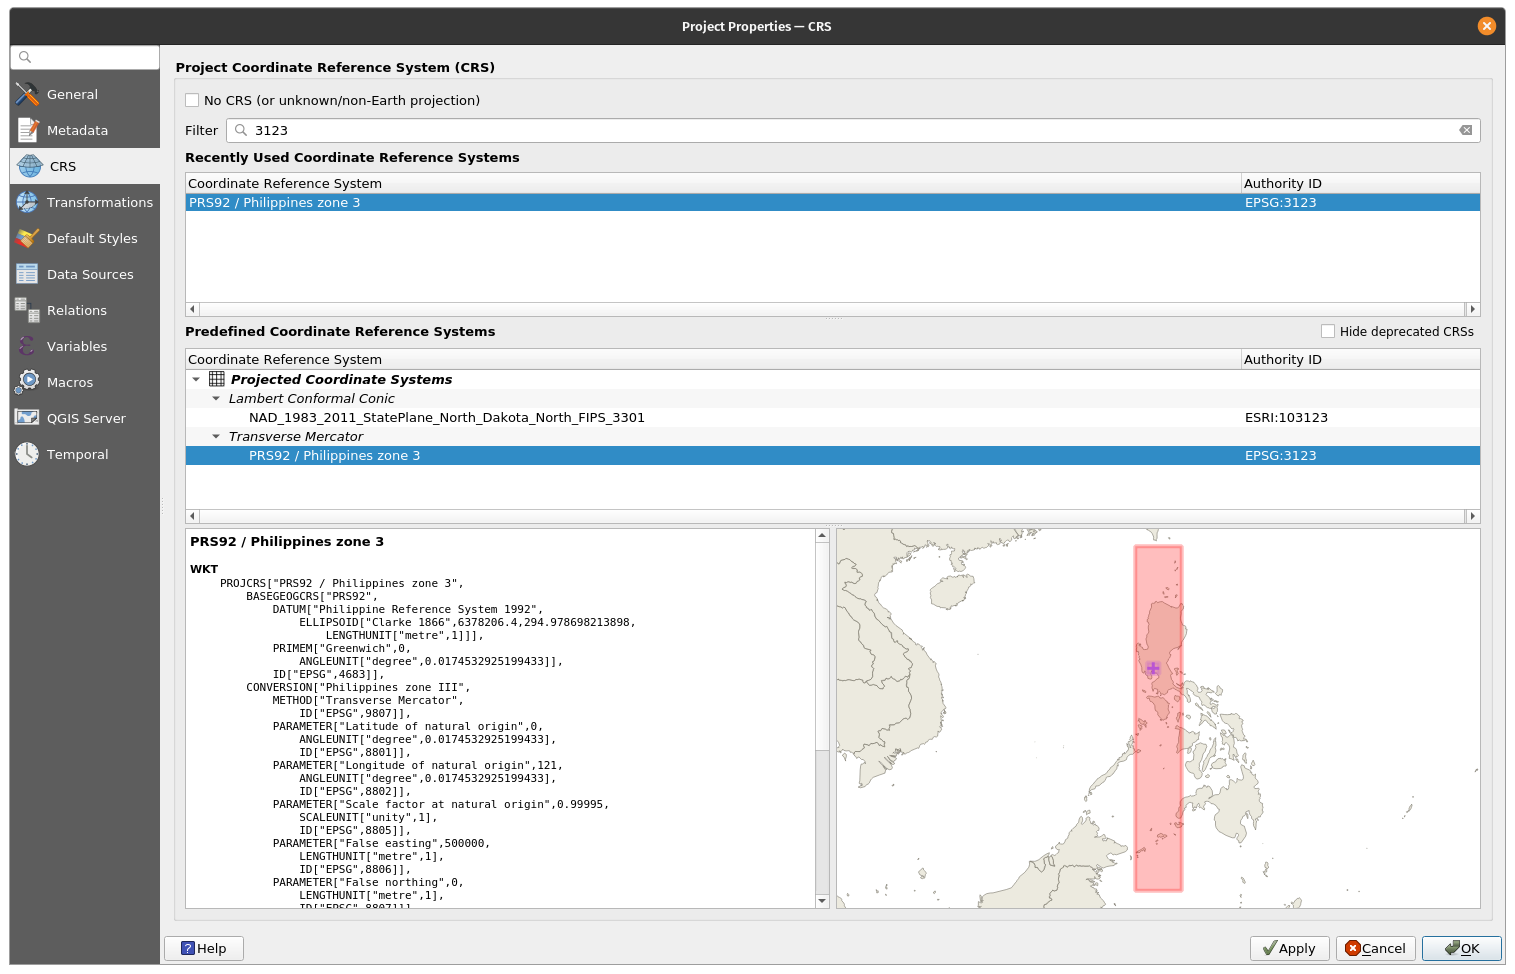 Project Properties — CRS
General
Metadata
CRS
Transformations
Default Styles
Data Sources
Relations
Variables
Macros
QGIS Server
Temporal
Project Coordinate Reference System (CRS)
No CRS (or unknown/non-Earth projection)
Filter 3123
Recently Used Coordinate Reference Systems
Coordinate Reference System Authority ID
PRS92 / Philippines zone 3 EPSG:3123
Predefined Coordinate Reference Systems Hide deprecated CRSs
Coordinate Reference System Authority ID
Projected Coordinate Systems
Lambert Conformal Conic
NAD_1983_2011_StatePlane_North_Dakota_North_FIPS_3301 ESRI:103123
Transverse Mercator
PRS92 / Philippines zone 3 EPSG:3123
PRS92 / Philippines zone 3
WKT
PROJCRS["PRS92 / Philippines zone 3",
BASEGEOGCRS["PRS92",
DATUM["Philippine Reference System 1992",
ELLIPSOID["Clarke 1866",6378206.4,294.978698213898,
LENGTHUNIT["metre",1]]],
PRIMEM["Greenwich",0,
ANGLEUNIT["degree",0.0174532925199433]],
ID["EPSG",4683]],
CONVERSION["Philippines zone III",
METHOD["Transverse Mercator",
ID["EPSG",9807]],
PARAMETER["Latitude of natural origin",0,
ANGLEUNIT["degree",0.0174532925199433],
ID["EPSG",8801]],
PARAMETER["Longitude of natural origin",121,
ANGLEUNIT["degree",0.0174532925199433],
ID["EPSG",8802]],
PARAMETER["Scale factor at natural origin",0.99995,
SCALEUNIT["unity",1],
ID["EPSG",8805]],
PARAMETER["False easting",500000,
LENGTHUNIT["metre",1],
ID["EPSG",8806]],
PARAMETER["False northing",0,
LENGTHUNIT["metre",1],
ID["EPSG",8807]],
Help
Apply
Cancel
OK